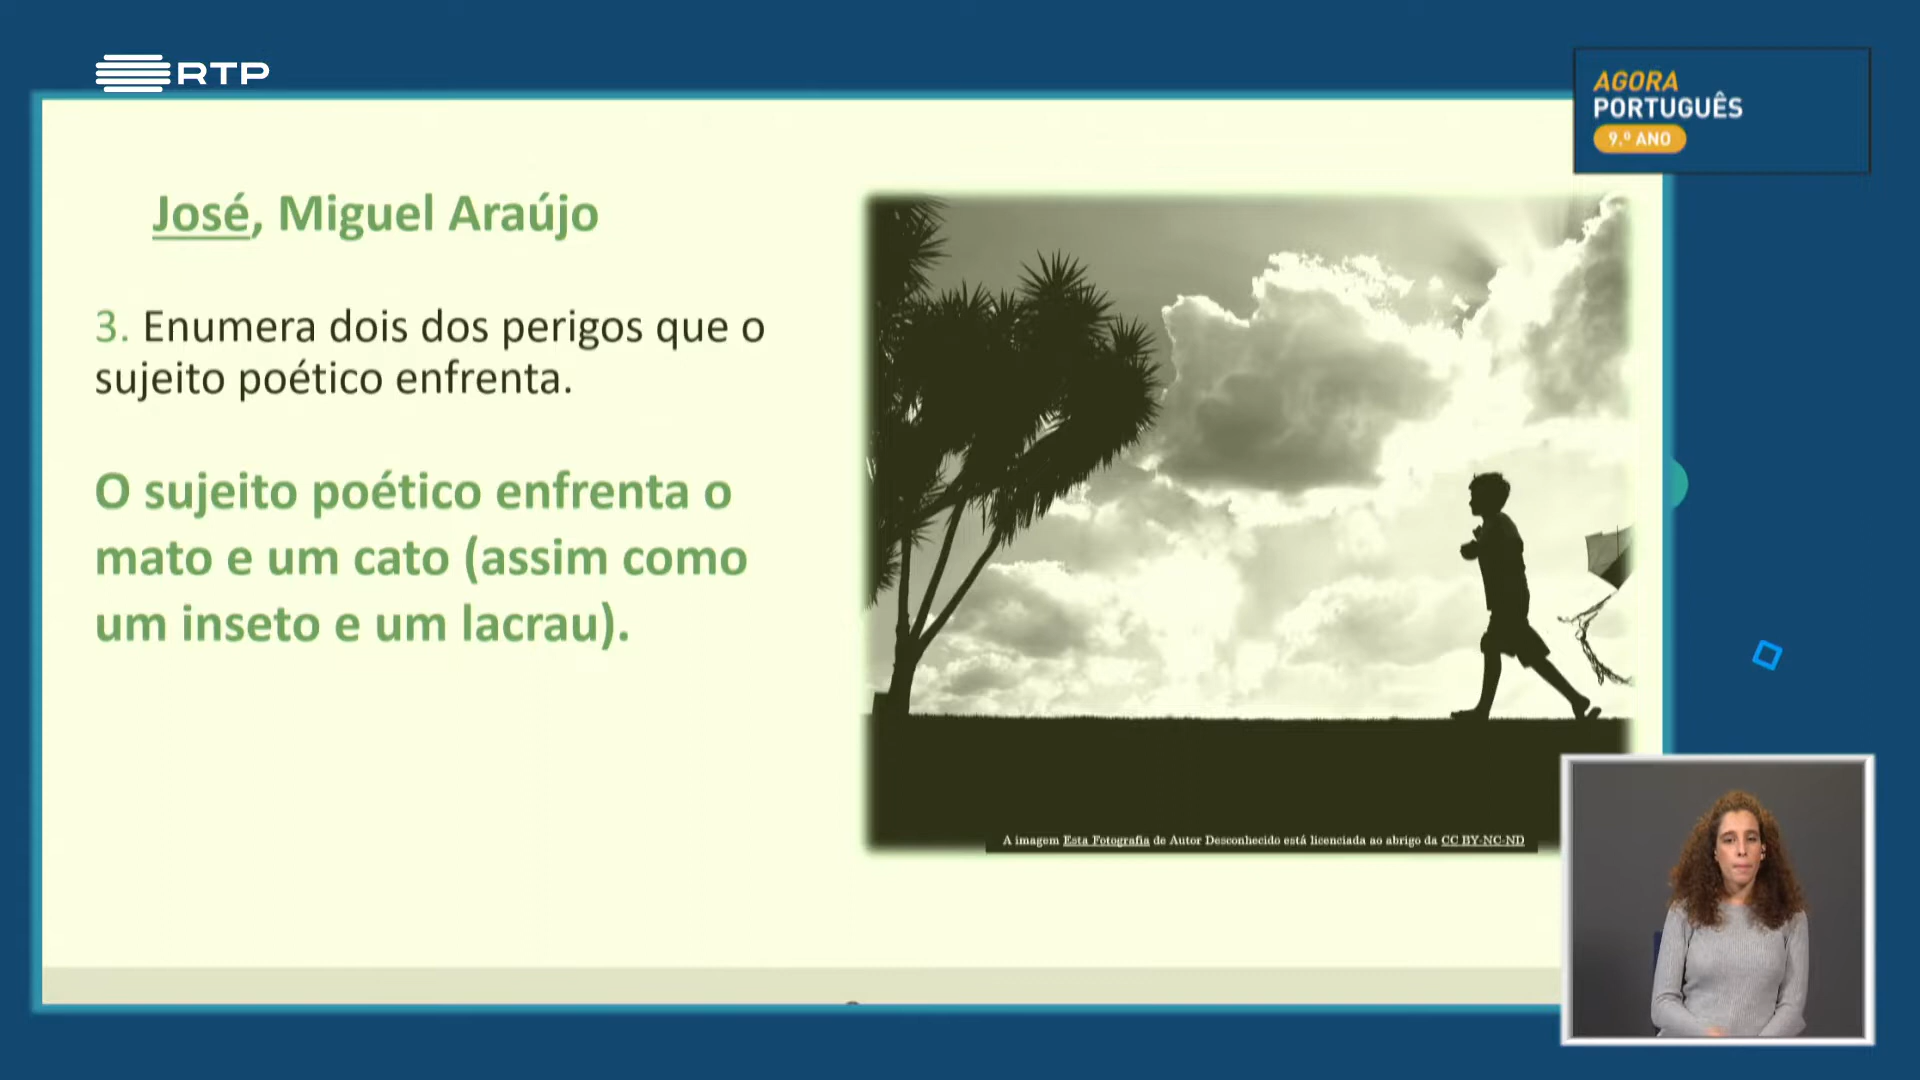 RTP
AGORA
PORTUGUÊS
9.º ANO
José, Miguel Araújo
3. Enumera dois dos perigos que o
sujeito poético enfrenta.
O sujeito poético enfrenta o
mato e um cato (assim como
um inseto e um lacrau).
A imagem Esta Fotografia de Autor Desconhecido está licenciada ao abrigo da CC BY-NC-ND